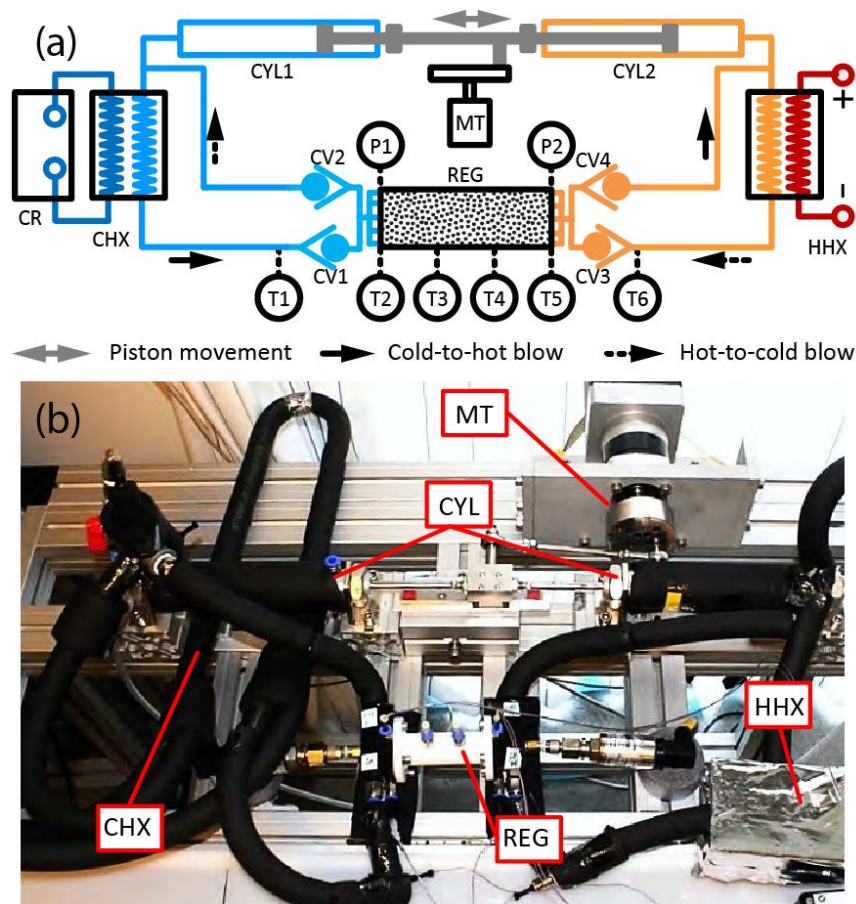 (a)
CYL1
CYL2
MT
P1
P2
CV2
REG
CV4
CR
CHX
CV1
CV3
HHX
+
-
T1
T2
T3
T4
T5
T6
Piston movement
Cold-to-hot blow
Hot-to-cold blow
(b)
MT
CYL
HHX
CHX
REG